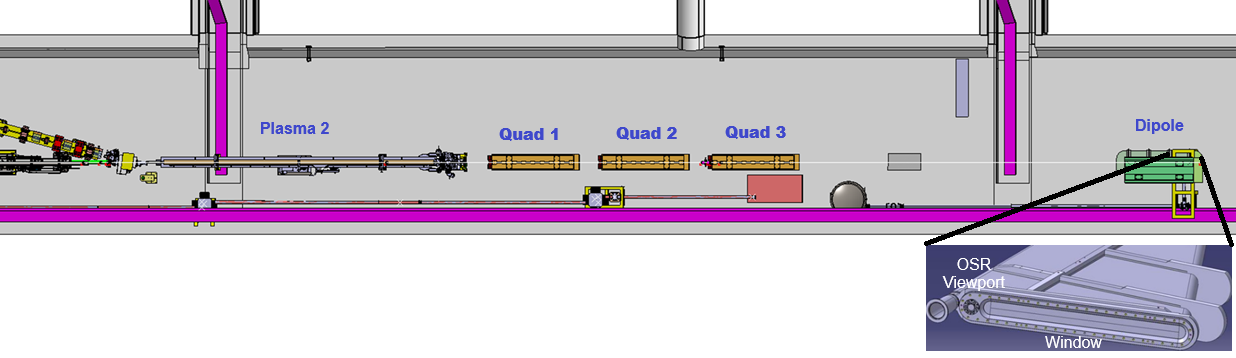 Plasma 2
Quad 1
Quad 2
Quad 3
Dipole
OSR
Viewport
Window